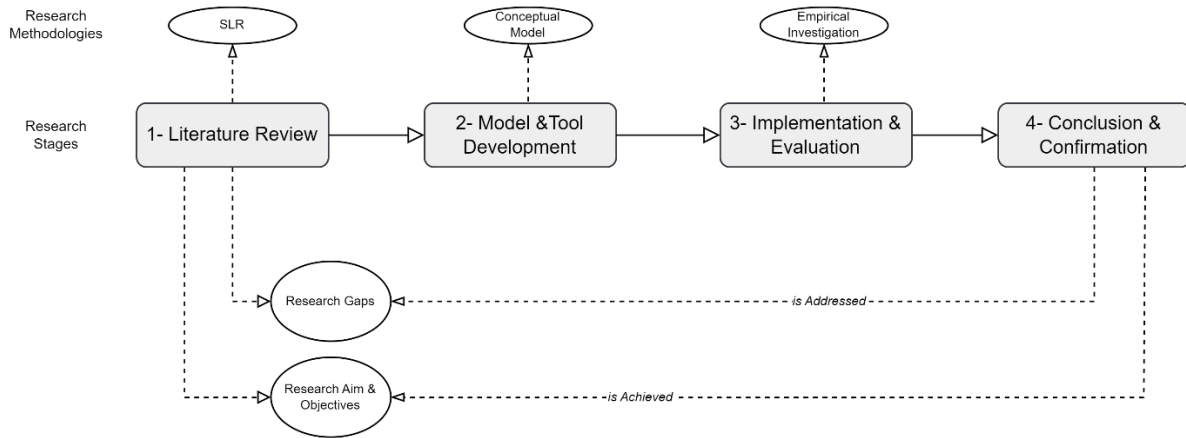 Research
Methodologies
SLR
Conceptual
Model
Empirical
Investigation
Research
Stages
1- Literature Review
2- Model &Tool
Development
3- Implementation &
Evaluation
4- Conclusion &
Confirmation
Research Gaps
is Addressed
Research Aim &
Objectives
is Achieved